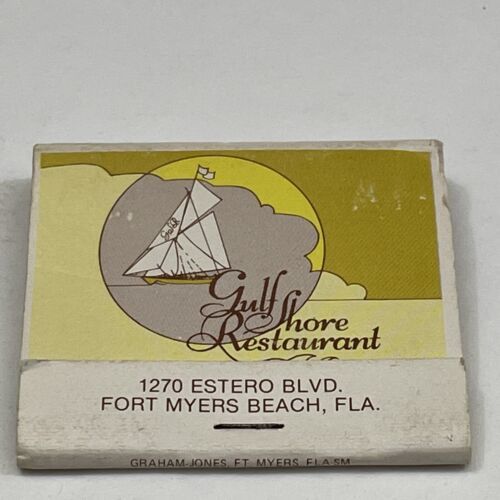 Gulf Shore
Restaurant
1270 ESTERO BLVD.
FORT MYERS BEACH, FLA.
GRAHAM-JONES, FT. MYERS, FLA-SM